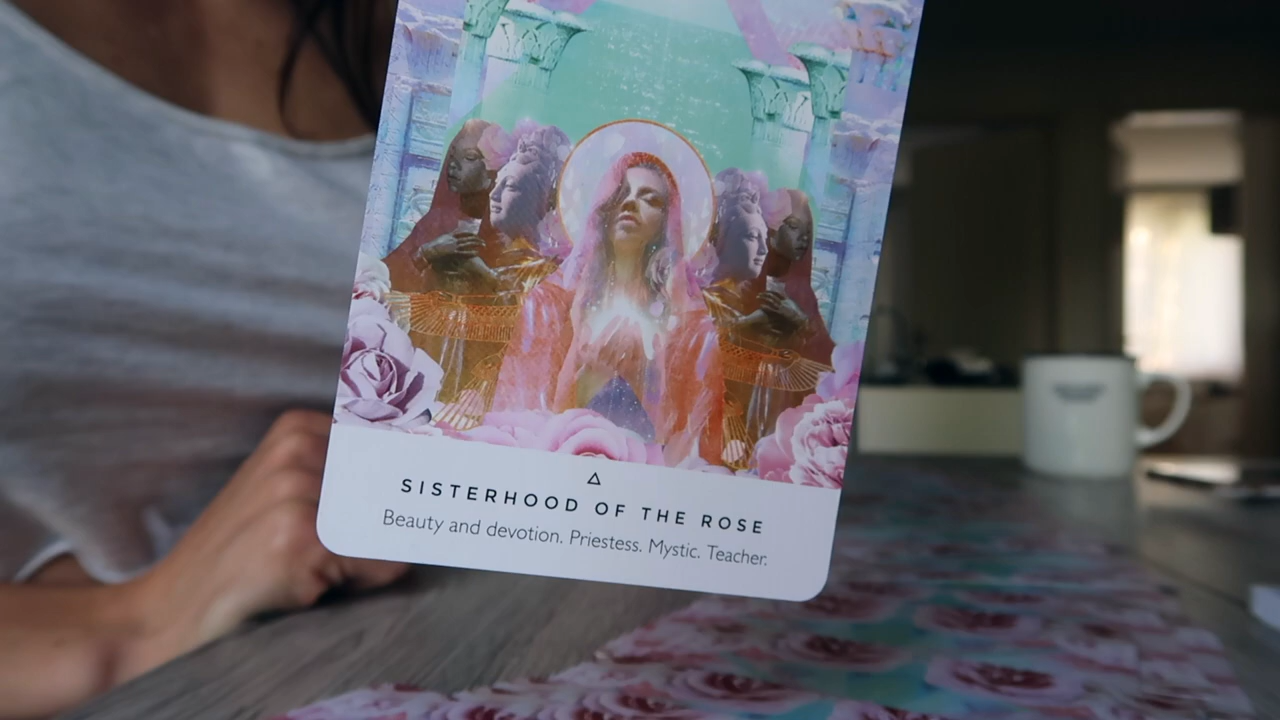 SISTERHOOD OF THE ROSE
Beauty and devotion. Priestess. Mystic. Teacher.